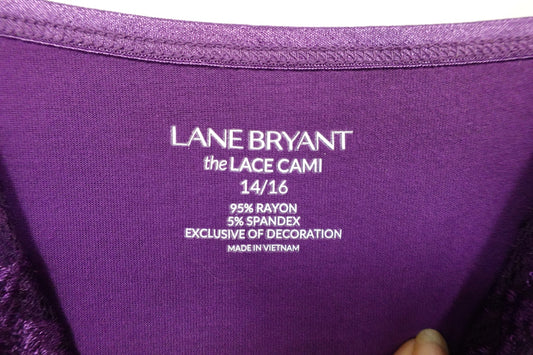 LANE BRYANT
the LACE CAMI
14/16
95% RAYON
5% SPANDEX
EXCLUSIVE OF DECORATION
MADE IN VIETNAM